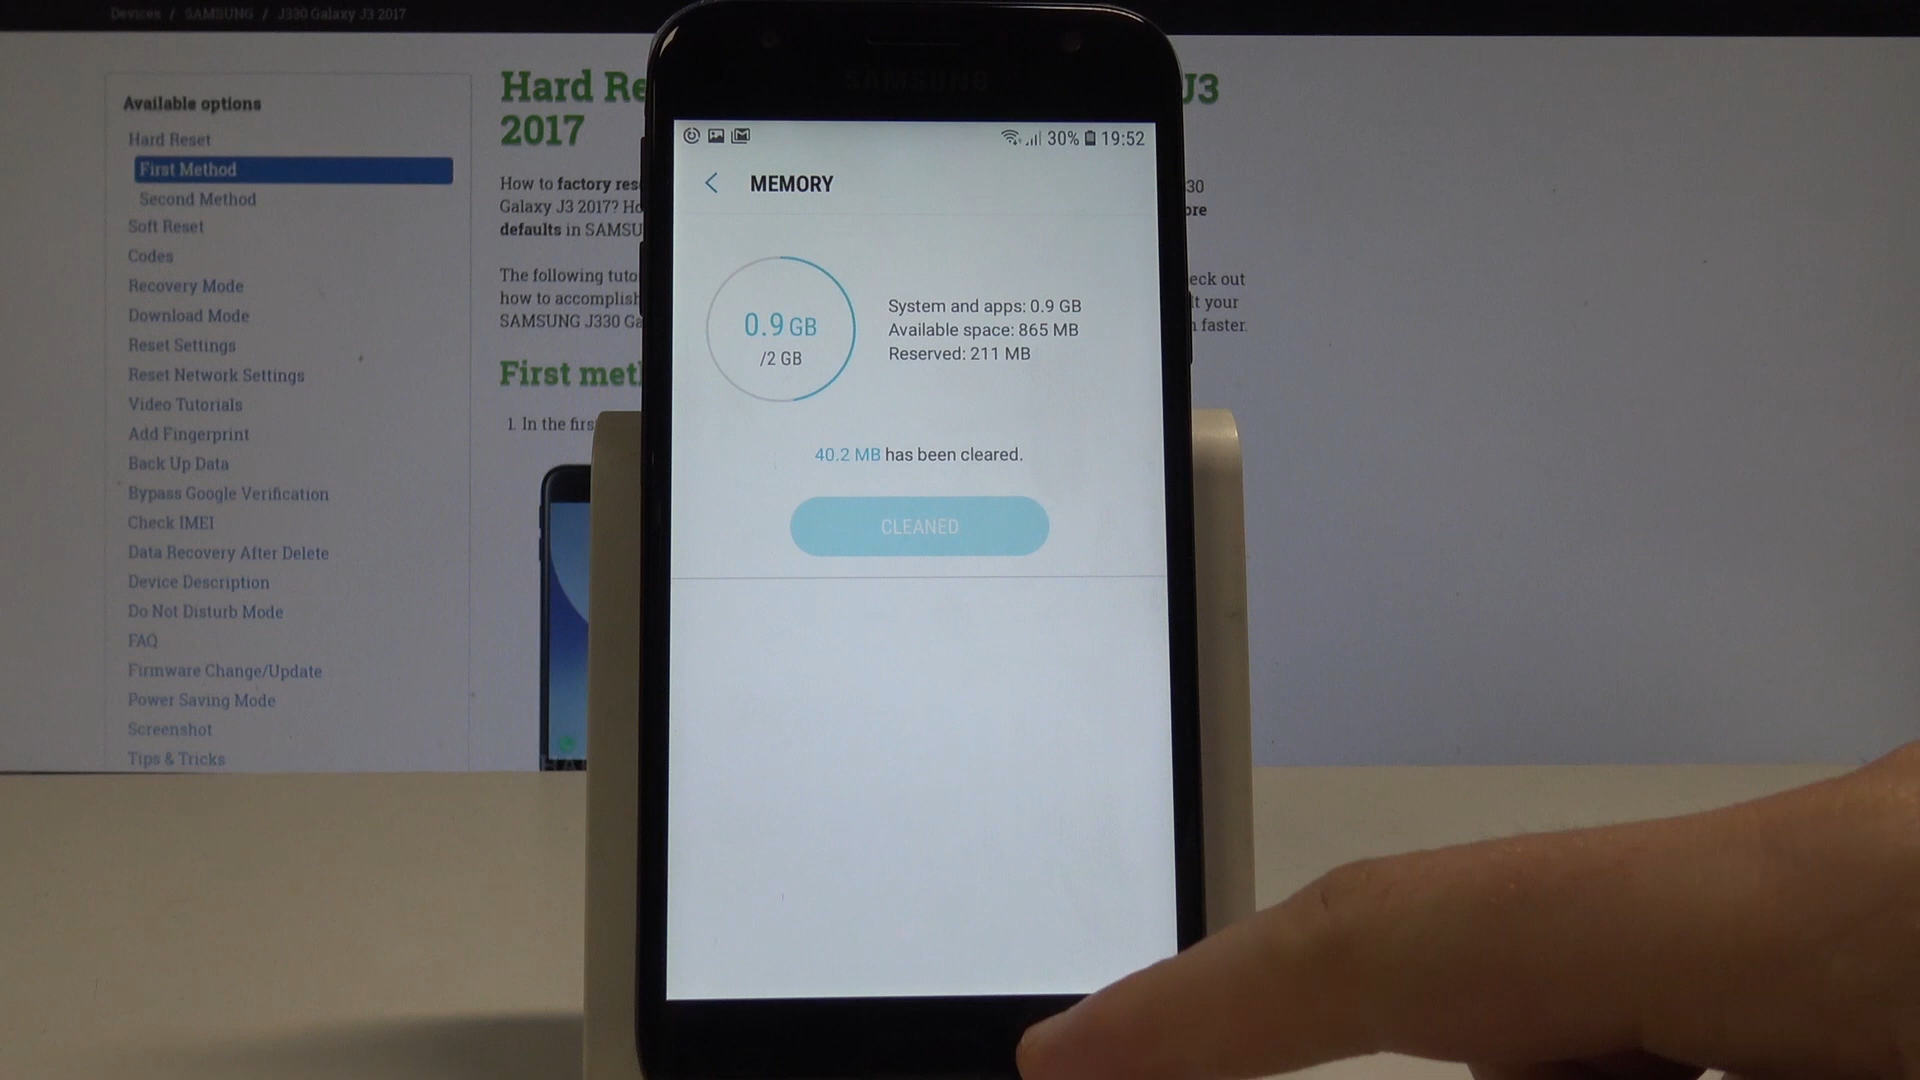 Devices / SAMSUNG / J330 Galaxy J3 2017
Available options
Hard Reset
First Method
Second Method
Soft Reset
Codes
Recovery Mode
Download Mode
Reset Settings
Reset Network Settings
Video Tutorials
Add Fingerprint
Back Up Data
Bypass Google Verification
Check IMEI
Data Recovery After Delete
Device Description
Do Not Disturb Mode
FAQ
Firmware Change/Update
Power Saving Mode
Screenshot
Tips & Tricks
Hard Re J3
2017
How to factory res 30
Galaxy J3 2017? Ho ore
defaults in SAMSU
The following tuto eck out
how to accomplish lt your
SAMSUNG J330 Ga faster.
First met
1. In the firs
SAMSUNG
30% 19:52
MEMORY
0.9 GB
/2 GB
System and apps: 0.9 GB
Available space: 865 MB
Reserved: 211 MB
40.2 MB has been cleared.
CLEANED